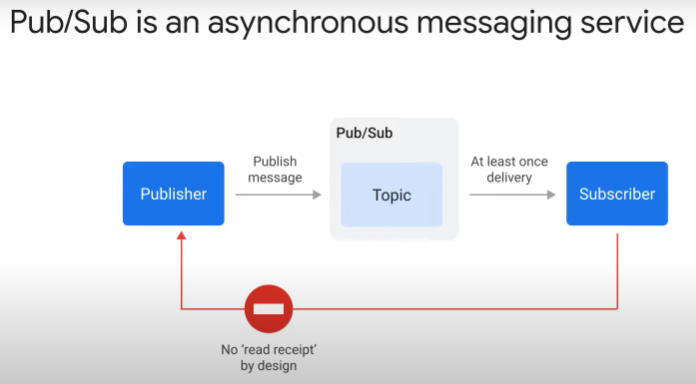 Pub/Sub is an asynchronous messaging service
Pub/Sub
Publisher
Publish
message
Topic
At least once
delivery
Subscriber
No 'read receipt'
by design